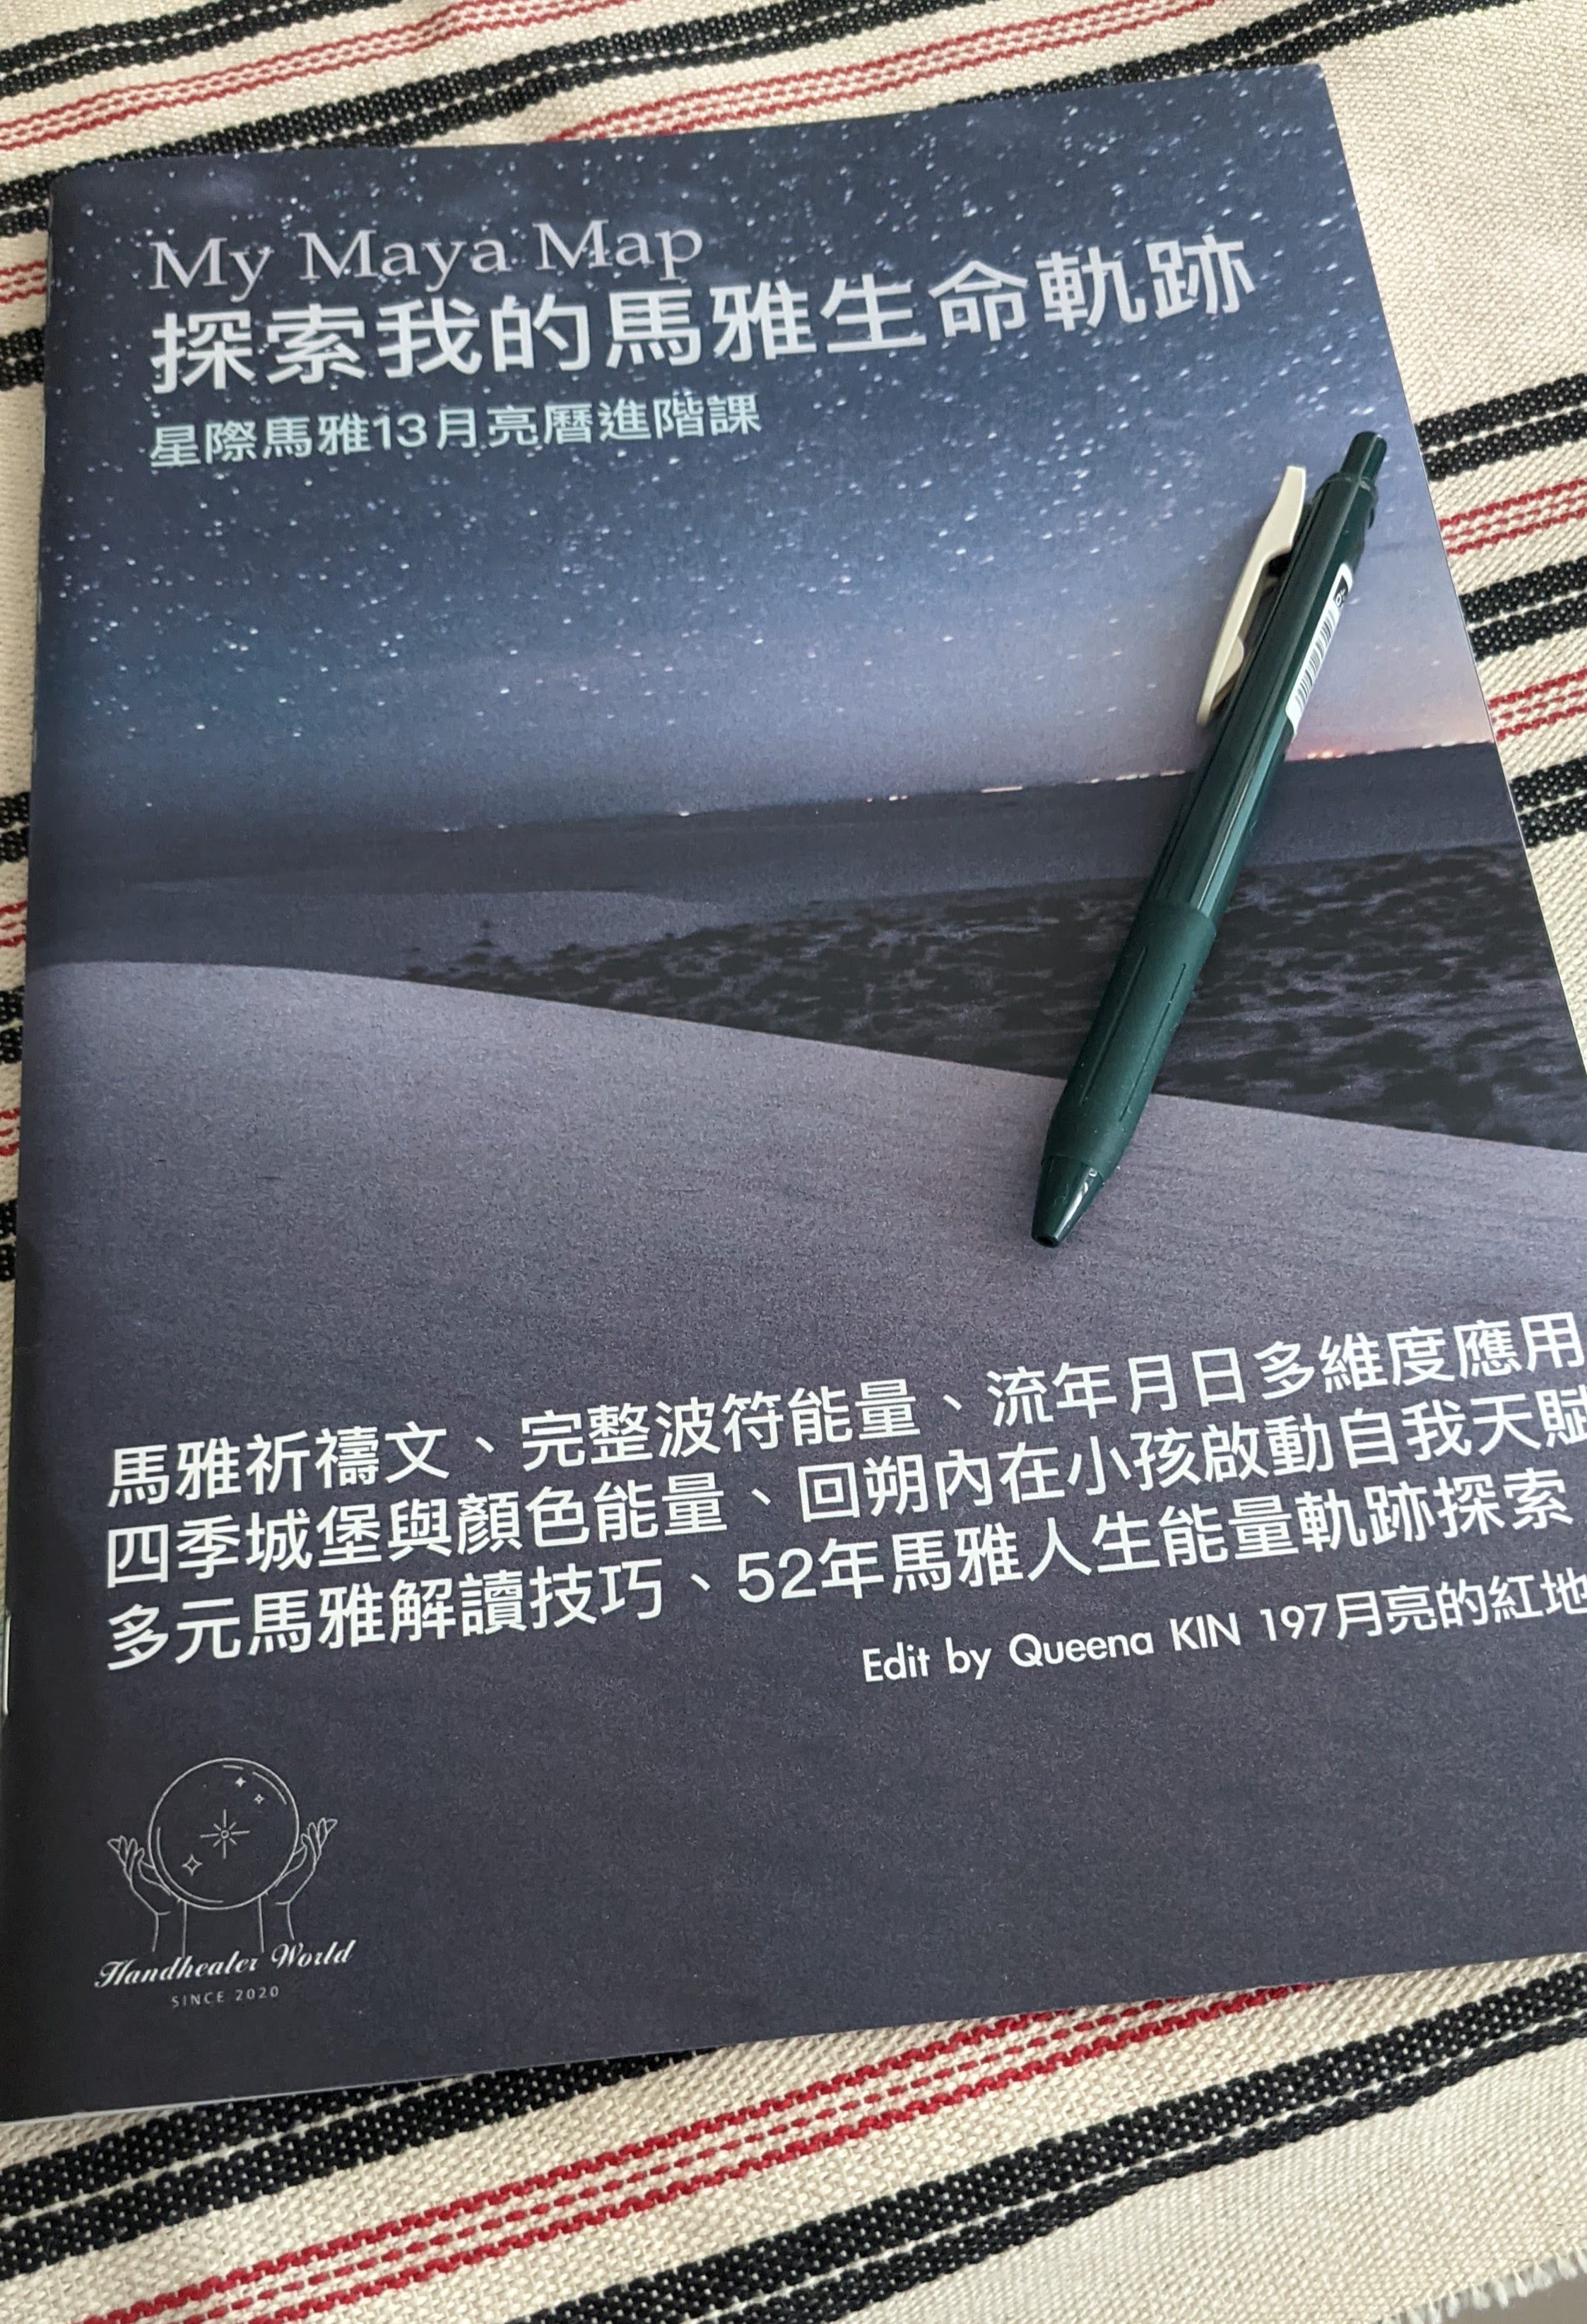 My Maya Map
探索我的馬雅生命軌跡
星際馬雅13月亮曆進階課
馬雅祈禱文、完整波符能量、流年月日多維度應用
四季城堡與顏色能量、回朔內在小孩啟動自我天賦
多元馬雅解讀技巧、52年馬雅人生能量軌跡探索
Edit by Queena KIN 197月亮的紅地
Handhealer World
SINCE 2020